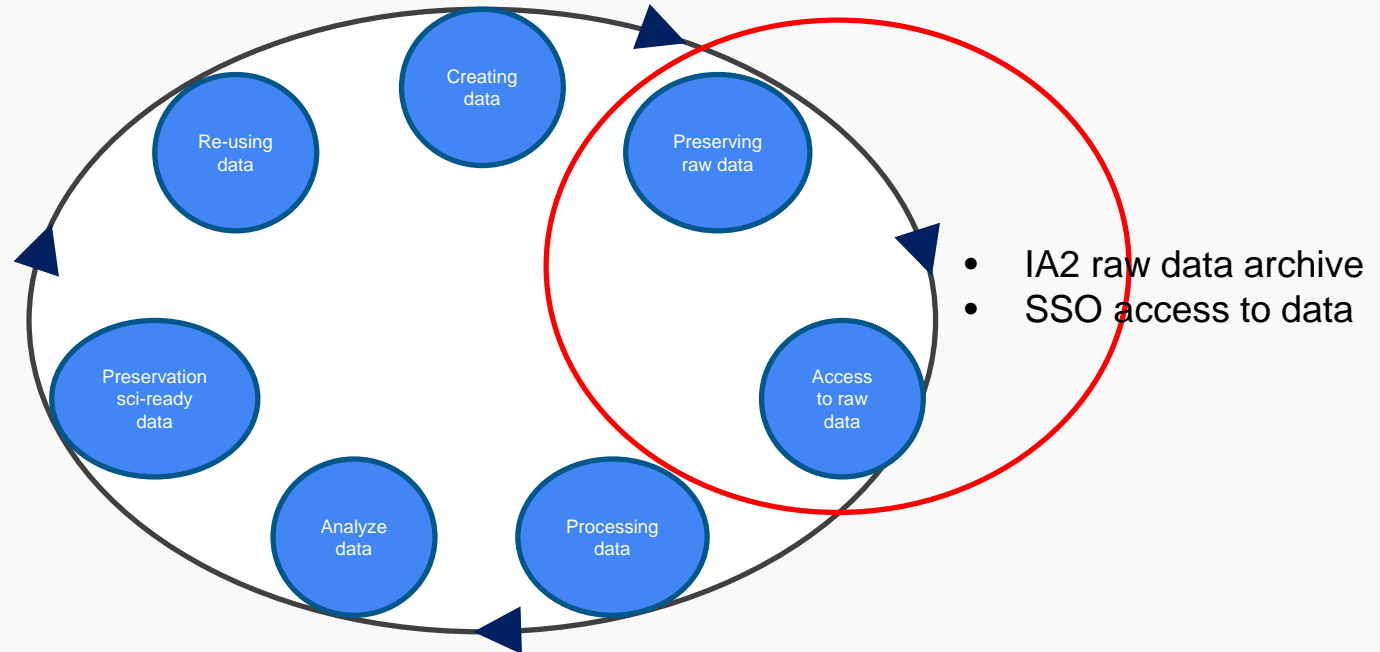 Creating
data
Preserving
raw data
Access
to raw
data
Processing
data
Analyze
data
Preservation
sci-ready
data
Re-using
data
• IA2 raw data archive
• SSO access to data